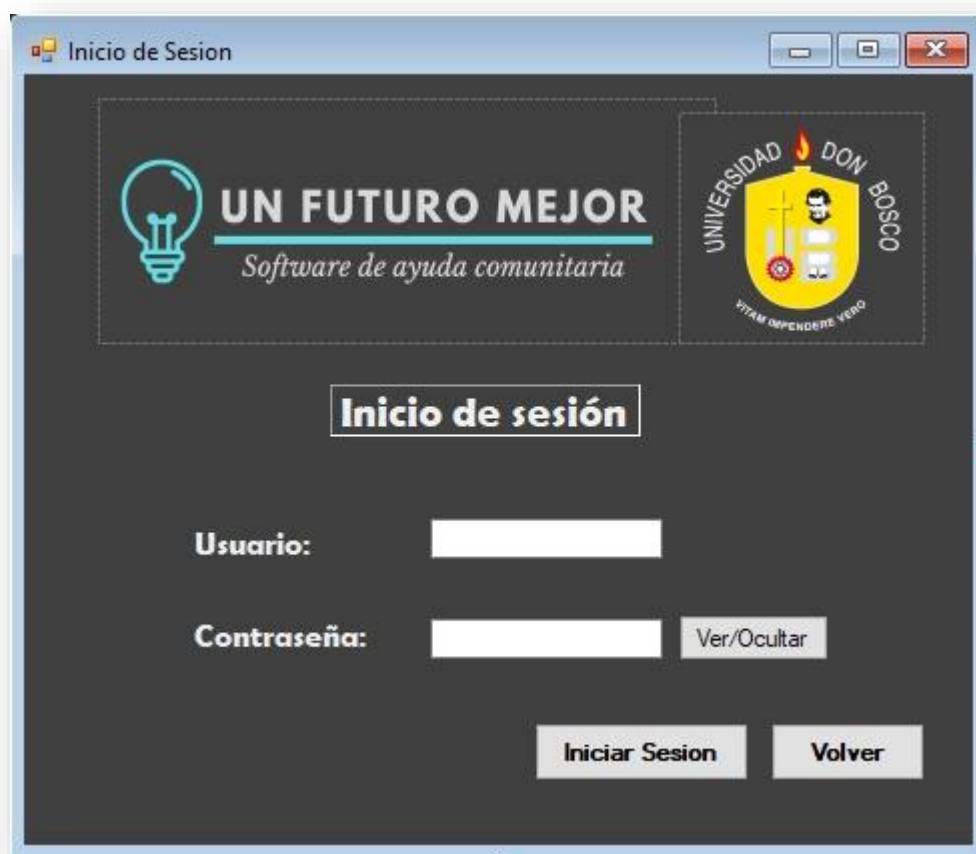 Inicio de Sesion
UN FUTURO MEJOR
Software de ayuda comunitaria
UNIVERSIDAD DON BOSCO
VITAM IMPENDERE VERO
Inicio de sesión
Usuario:
Contraseña:
Ver/Ocultar
Iniciar Sesion
Volver